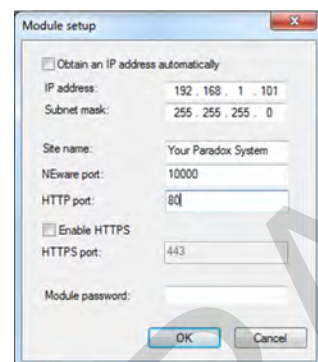 Module setup
Obtain an IP address automatically
IP address: 192 . 168 . 1 . 101
Subnet mask: 255 . 255 . 255 . 0
Site name: Your Paradox System
NEware port: 10000
HTTP port: 80
Enable HTTPS
HTTPS port: 443
Module password:
OK Cancel